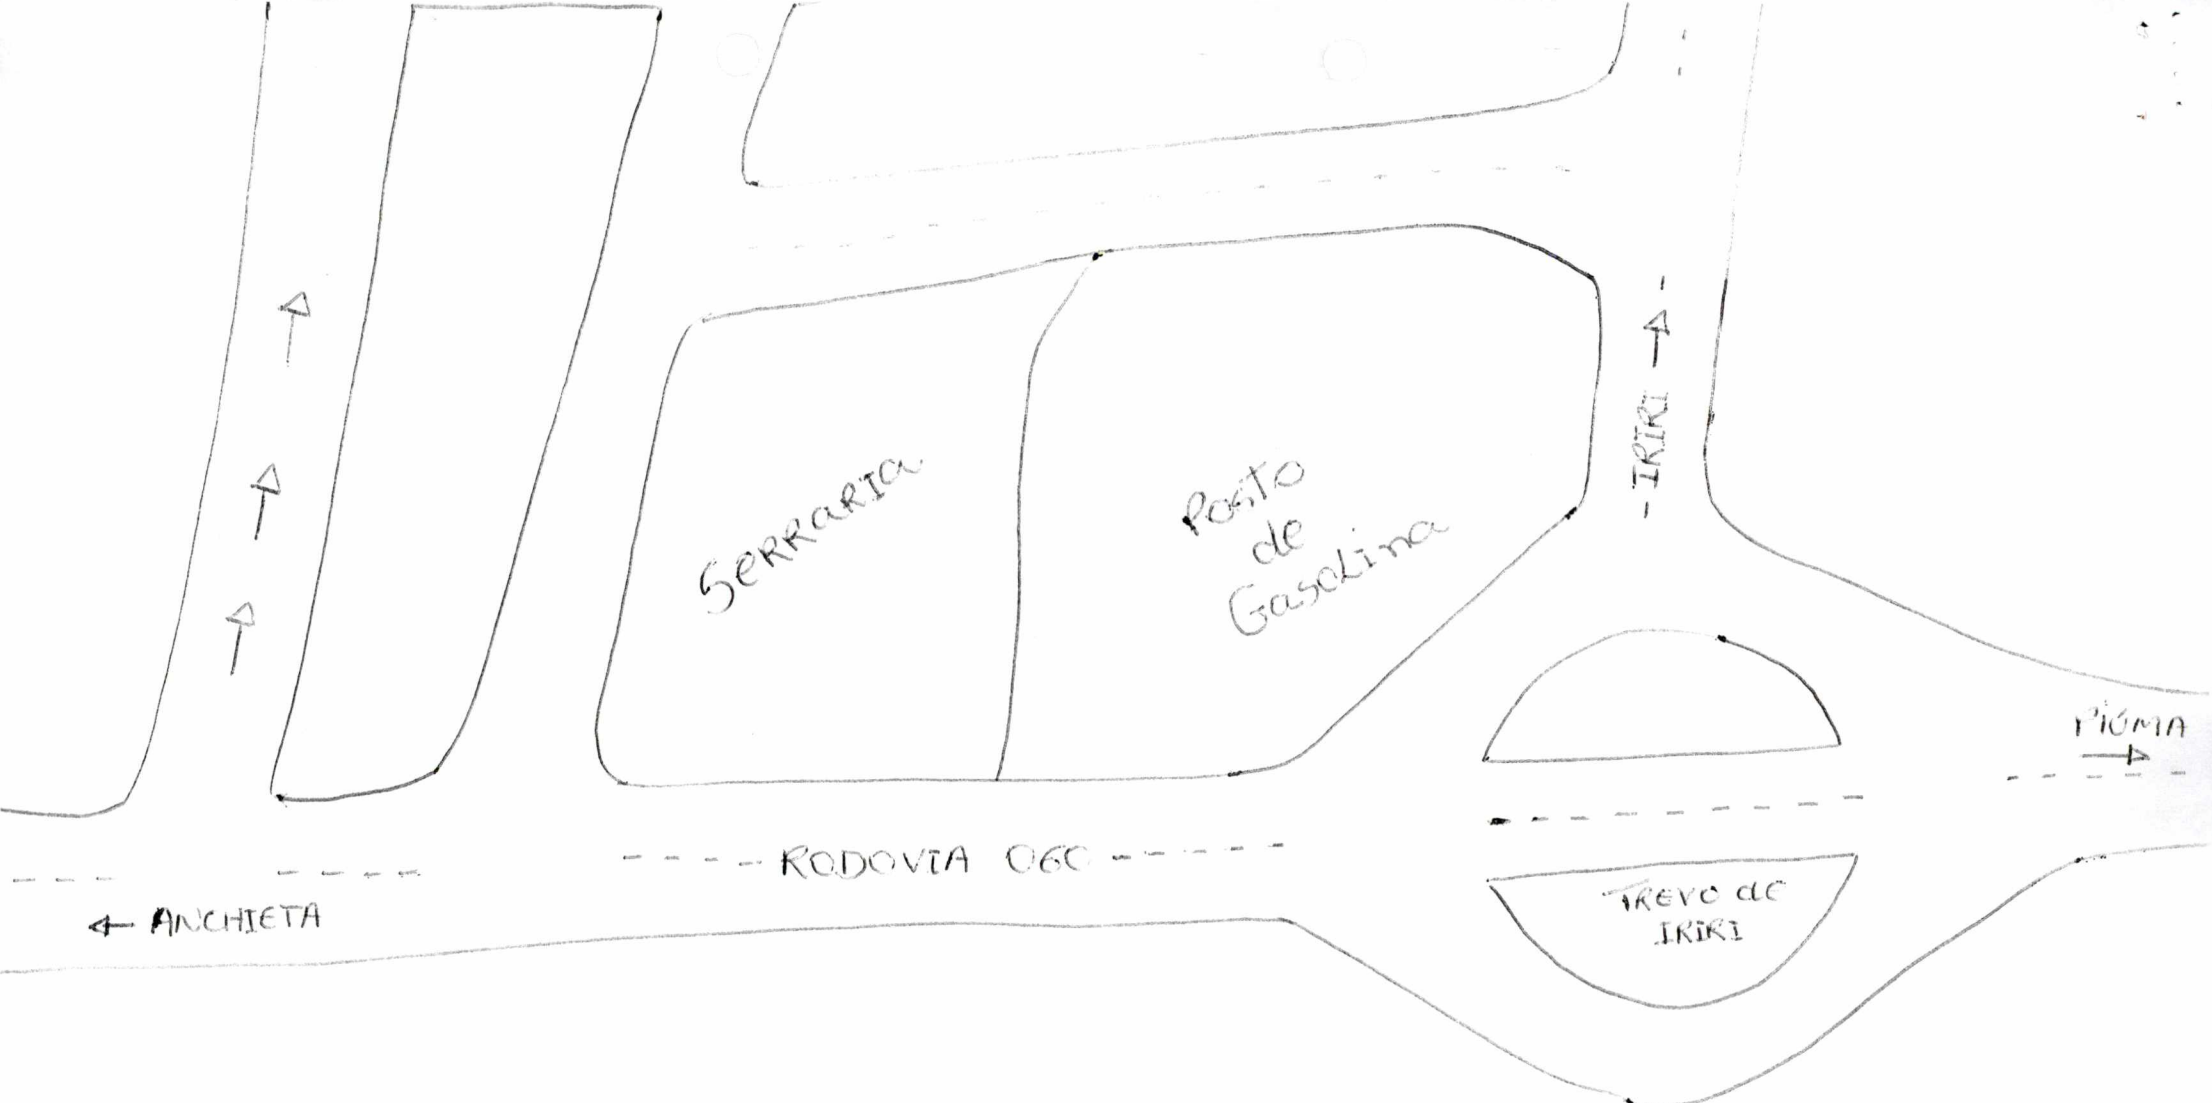 SERRARIA
Posto
de
Gasolina
IRIRI
PIÚMA
RODOVIA 060
ANCHIETA
TREVO de
IRIRI